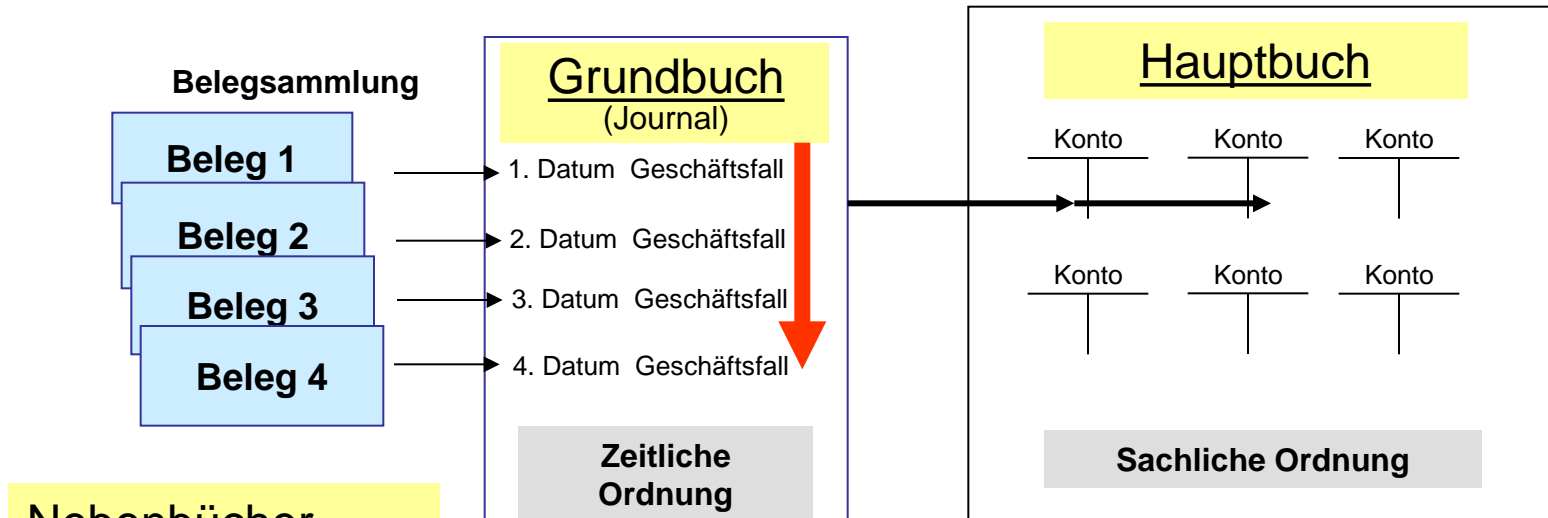 Belegsammlung
Beleg 1
Beleg 2
Beleg 3
Beleg 4
Grundbuch
(Journal)
1. Datum Geschäftsfall
2. Datum Geschäftsfall
3. Datum Geschäftsfall
4. Datum Geschäftsfall
Zeitliche
Ordnung
Hauptbuch
Konto Konto Konto
Konto Konto Konto
Sachliche Ordnung
Nebenbücher